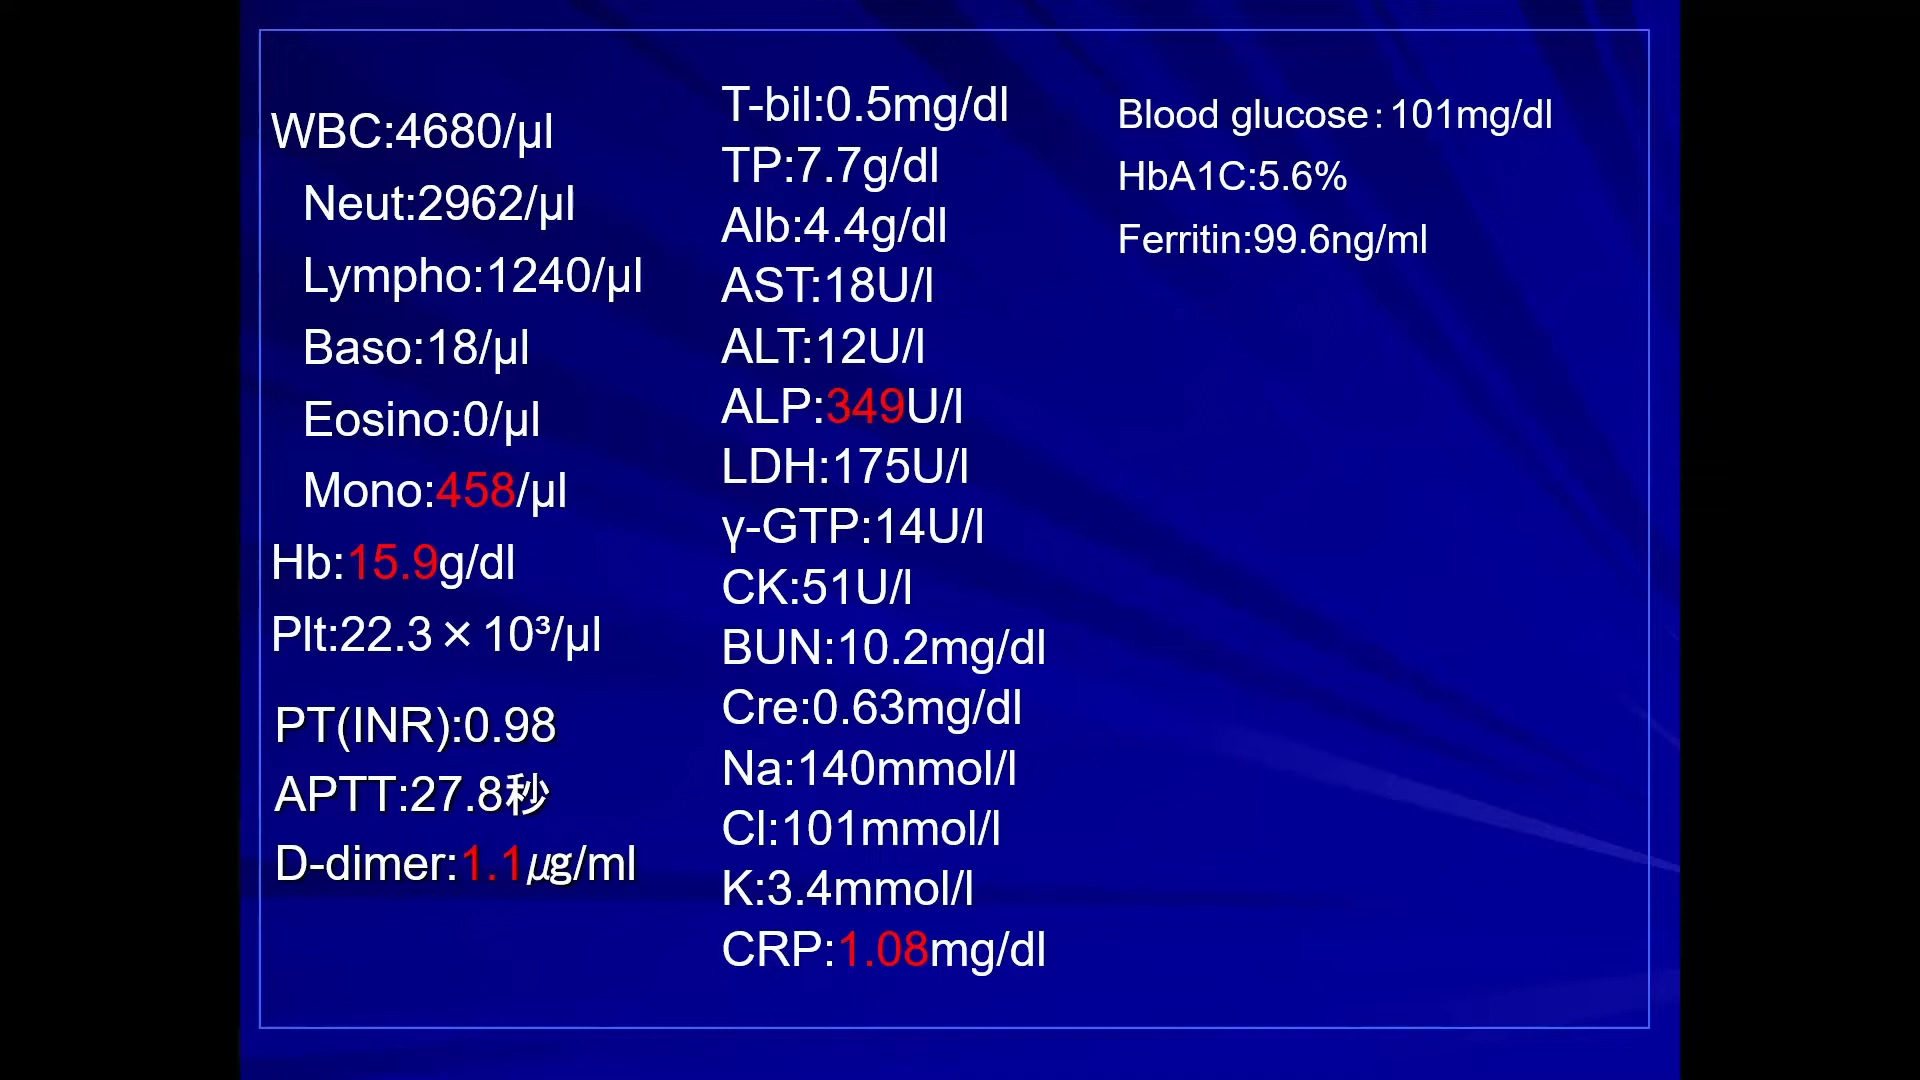 WBC:4680/μl
Neut:2962/μl
Lympho:1240/μl
Baso:18/μl
Eosino:0/μl
Mono:458/μl
Hb:15.9g/dl
Plt:22.3×10³/μl
PT(INR):0.98
APTT:27.8秒
D-dimer:1.1μg/ml
T-bil:0.5mg/dl
TP:7.7g/dl
Alb:4.4g/dl
AST:18U/l
ALT:12U/l
ALP:349U/l
LDH:175U/l
γ-GTP:14U/l
CK:51U/l
BUN:10.2mg/dl
Cre:0.63mg/dl
Na:140mmol/l
Cl:101mmol/l
K:3.4mmol/l
CRP:1.08mg/dl
Blood glucose:101mg/dl
HbA1C:5.6%
Ferritin:99.6ng/ml